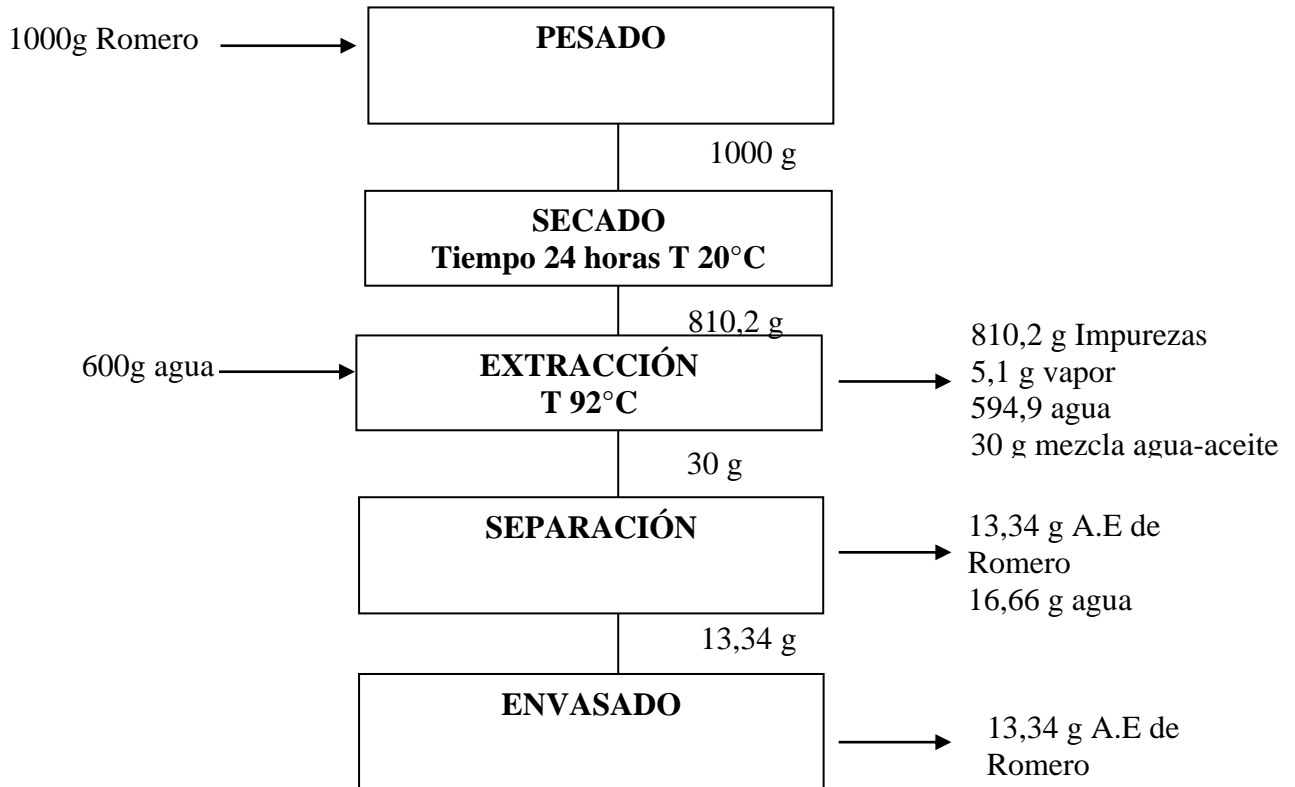 1000g Romero
PESADO
1000 g
SECADO
Tiempo 24 horas T 20°C
810,2 g
600g agua
EXTRACCIÓN
T 92°C
810,2 g Impurezas
5,1 g vapor
594,9 agua
30 g mezcla agua-aceite
30 g
SEPARACIÓN
13,34 g A.E de
Romero
16,66 g agua
13,34 g
ENVASADO
13,34 g A.E de
Romero